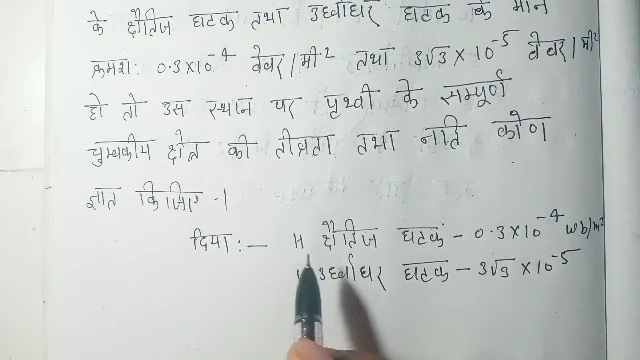 के क्षैतिज घटक तथा उर्ध्वाधर घटक के मान
क्रमश: 0.3×10⁻⁴ वेबर/मी² तथा 3√3×10⁻⁵ वेबर/मी²
हो तो उस स्थान पर पृथ्वी के सम्पूर्ण
चुम्बकीय क्षेत्र की तीव्रता तथा नति कोण
ज्ञात किजिए -।
दिया:— H क्षैतिज घटक - 0.3×10⁻⁴ wb/m²
उर्ध्वाधर घटक - 3√3×10⁻⁵